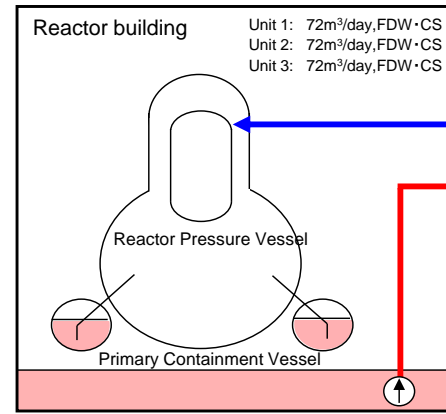 Reactor building
Unit 1: 72m³/day,FDW・CS
Unit 2: 72m³/day,FDW・CS
Unit 3: 72m³/day,FDW・CS
Reactor Pressure Vessel
Primary Containment Vessel